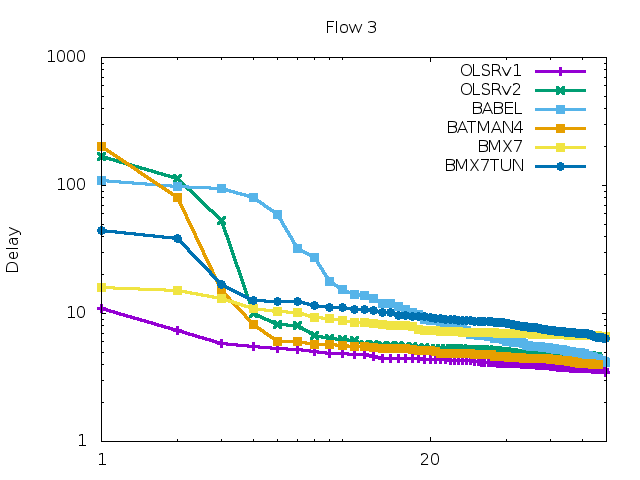 Flow 3
1000
100
10
1
Delay
1
20
OLSRv1
OLSRv2
BABEL
BATMAN4
BMX7
BMX7TUN